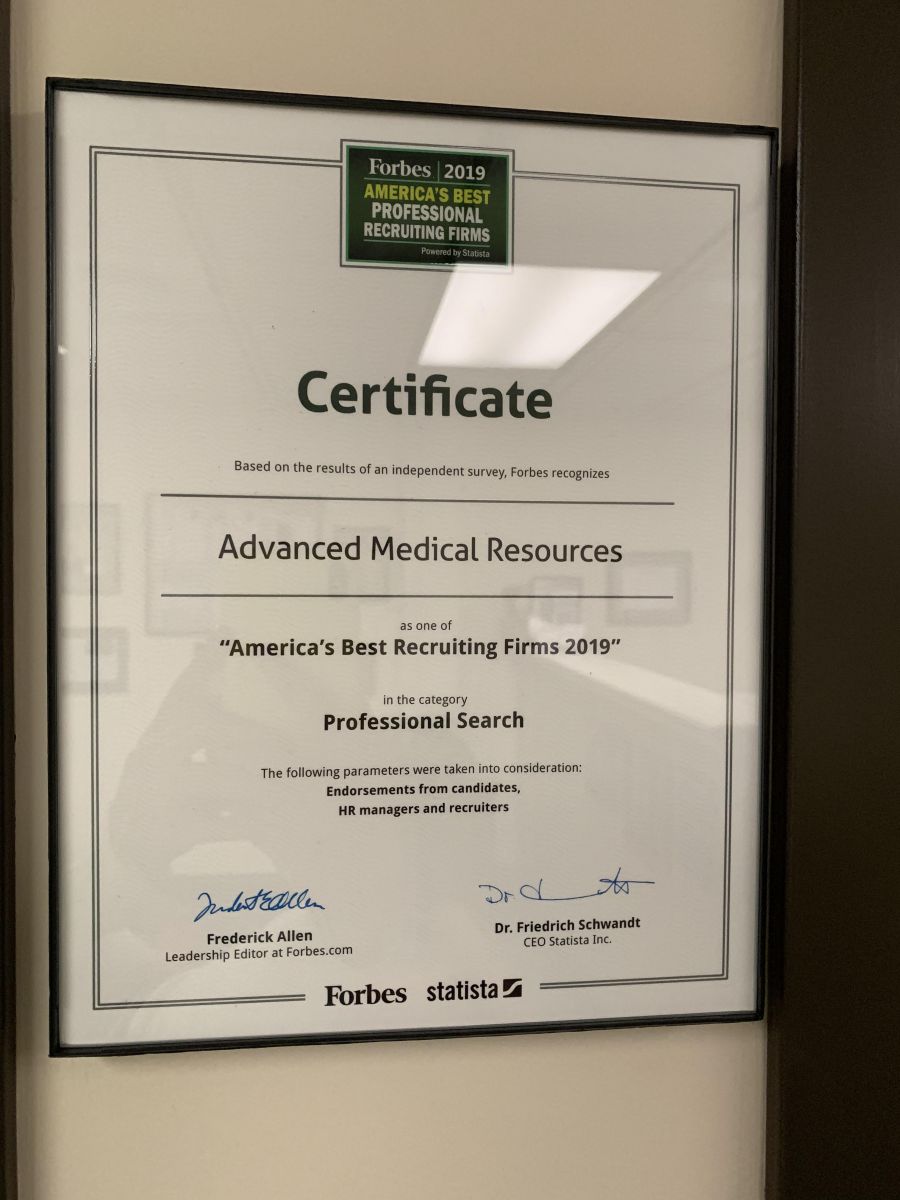 Forbes | 2019
AMERICA'S BEST
PROFESSIONAL
RECRUITING FIRMS
Powered by Statista
Certificate
Based on the results of an independent survey, Forbes recognizes
Advanced Medical Resources
as one of
“America’s Best Recruiting Firms 2019”
in the category
Professional Search
The following parameters were taken into consideration:
Endorsements from candidates,
HR managers and recruiters
Frederick Allen
Leadership Editor at Forbes.com
Dr. Friedrich Schwandt
CEO Statista Inc.
Forbes statista